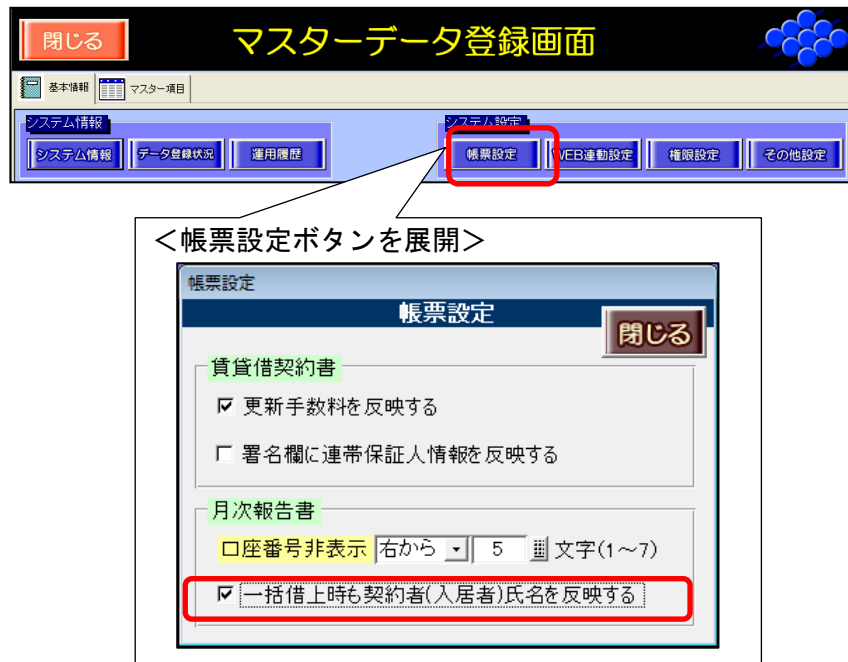 閉じる
マスターデータ登録画面
基本情報
マスター項目
システム情報
システム設定
システム情報
データ登録状況
運用履歴
帳票設定
WEB連動設定
権限設定
その他設定
＜帳票設定ボタンを展開＞
帳票設定
帳票設定
閉じる
賃貸借契約書
更新手数料を反映する
署名欄に連帯保証人情報を反映する
月次報告書
口座番号非表示 右から 5 文字(1～7)
一括借上時も契約者(入居者)氏名を反映する